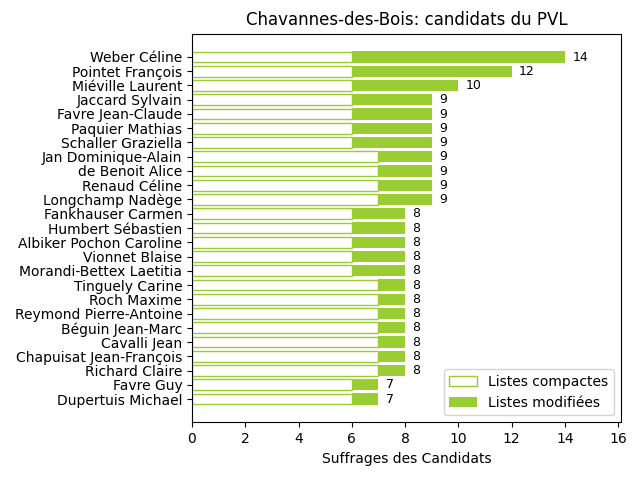 Chavannes-des-Bois: candidats du PVL
Weber Céline 14
Pointet François 12
Miéville Laurent 10
Jaccard Sylvain 9
Favre Jean-Claude 9
Paquier Mathias 9
Schaller Graziella 9
Jan Dominique-Alain 9
de Benoit Alice 9
Renaud Céline 9
Longchamp Nadège 9
Fankhauser Carmen 8
Humbert Sébastien 8
Albiker Pochon Caroline 8
Vionnet Blaise 8
Morandi-Bettex Laetitia 8
Tinguely Carine 8
Roch Maxime 8
Reymond Pierre-Antoine 8
Béguin Jean-Marc 8
Cavalli Jean 8
Chapuisat Jean-François 8
Richard Claire 8
Favre Guy 7
Dupertuis Michael 7
Listes compactes
Listes modifiées
0 2 4 6 8 10 12 14 16
Suffrages des Candidats